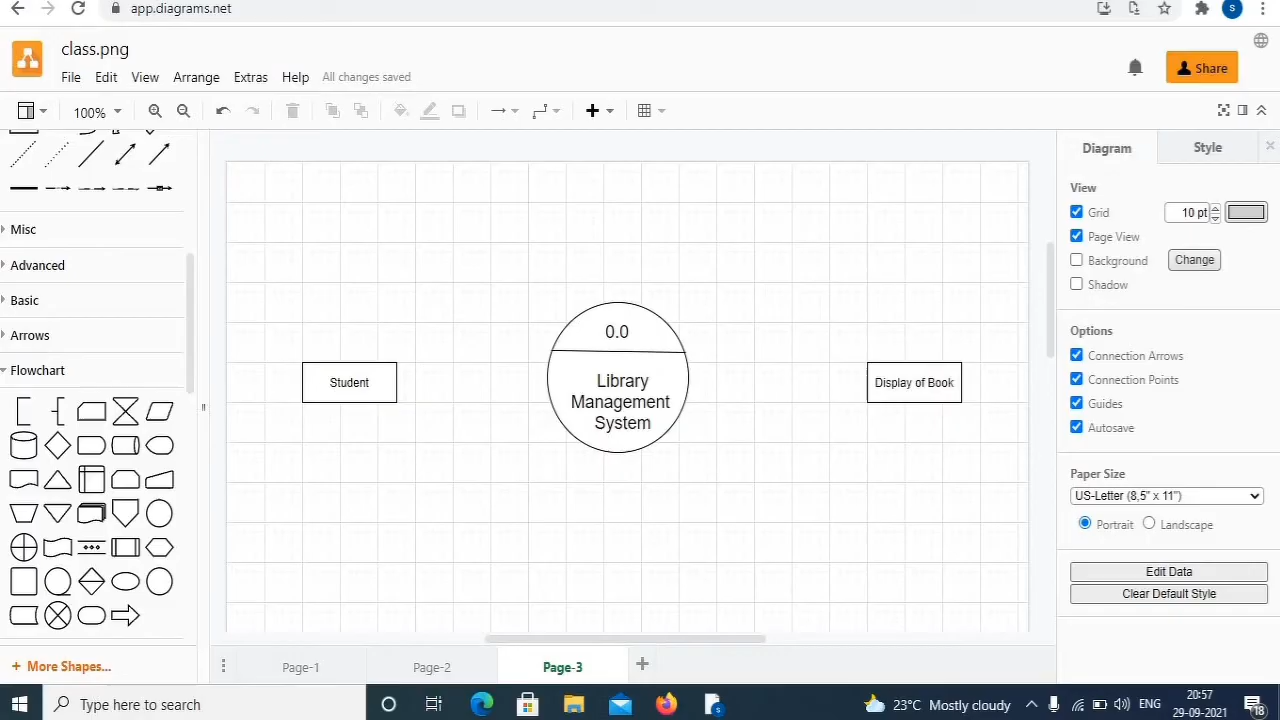 app.diagrams.net
S
class.png
File Edit View Arrange Extras Help All changes saved
Share
100%
Misc
Advanced
Basic
Arrows
Flowchart
More Shapes...
0.0
Library
Management
System
Student
Display of Book
Diagram Style
View
Grid 10 pt
Page View
Background Change
Shadow
Options
Connection Arrows
Connection Points
Guides
Autosave
Paper Size
US-Letter (8,5" x 11")
Portrait Landscape
Edit Data
Clear Default Style
Page-1 Page-2 Page-3
Type here to search
23°C Mostly cloudy
ENG
20:57
29-09-2021
18